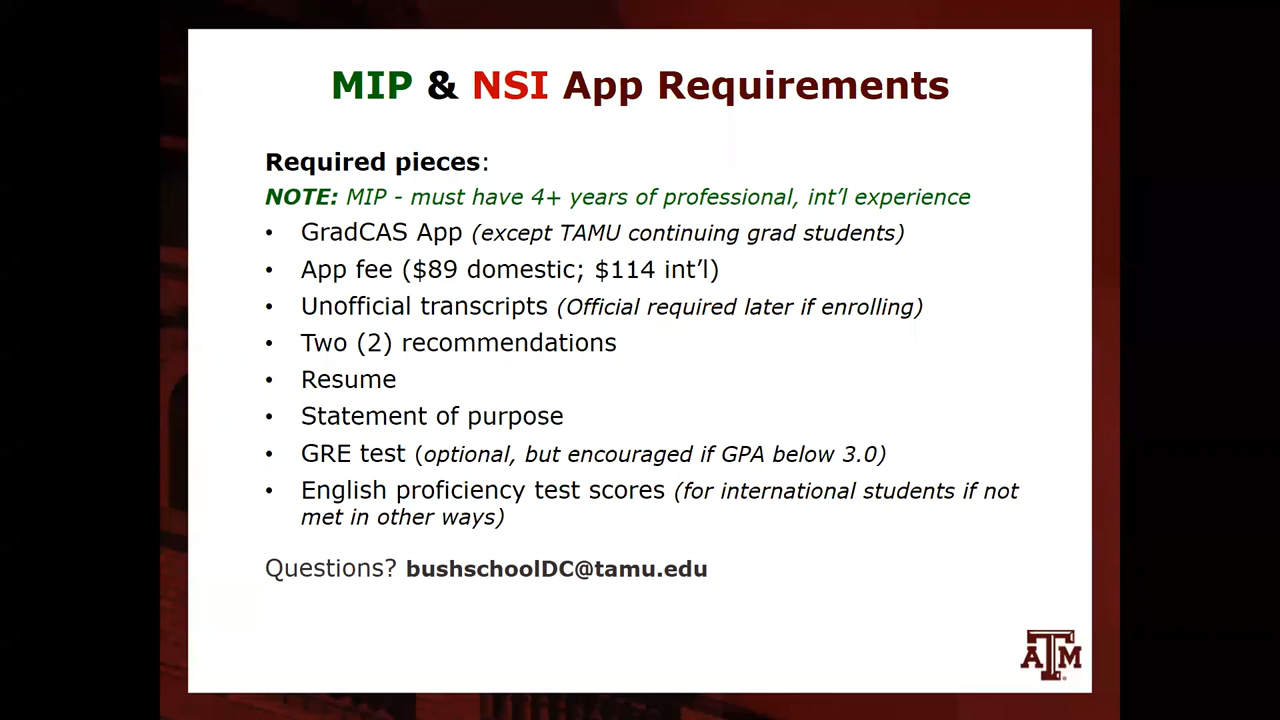 MIP & NSI App Requirements
Required pieces:
NOTE: MIP - must have 4+ years of professional, int’l experience
• GradCAS App (except TAMU continuing grad students)
• App fee ($89 domestic; $114 int’l)
• Unofficial transcripts (Official required later if enrolling)
• Two (2) recommendations
• Resume
• Statement of purpose
• GRE test (optional, but encouraged if GPA below 3.0)
• English proficiency test scores (for international students if not
met in other ways)
Questions? bushschoolDC@tamu.edu
ATM